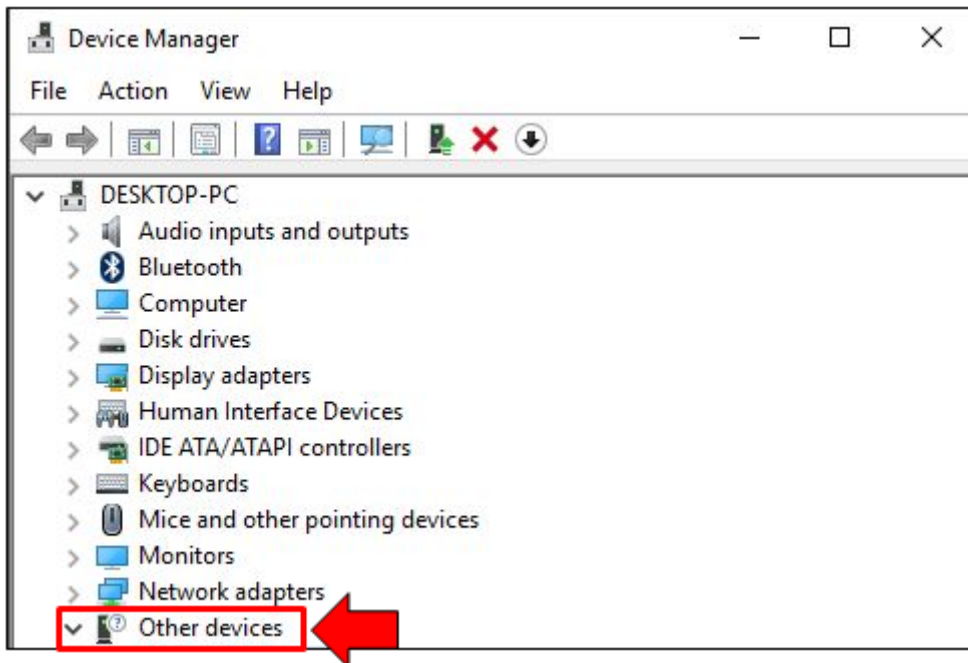 Device Manager
File Action View Help
DESKTOP-PC
Audio inputs and outputs
Bluetooth
Computer
Disk drives
Display adapters
Human Interface Devices
IDE ATA/ATAPI controllers
Keyboards
Mice and other pointing devices
Monitors
Network adapters
Other devices